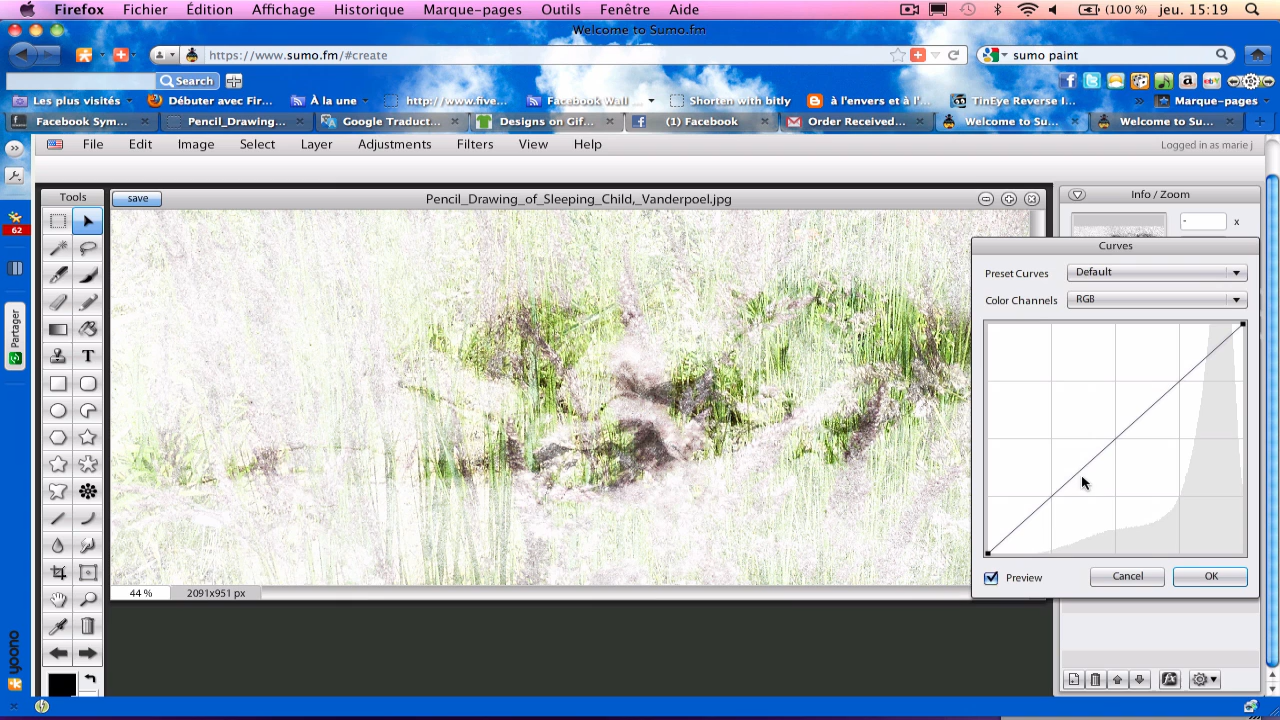 Firefox Fichier Édition Affichage Historique Marque-pages Outils Fenêtre Aide (100 %) jeu. 15:19
Welcome to Sumo.fm
https://www.sumo.fm/#create sumo paint
Search
Les plus visités Débuter avec Fir... À la une http://www.five... Facebook Wall ... Shorten with bitly à l'envers et à l'... TinEye Reverse I... » Marque-pages
Facebook Sym... Pencil_Drawing... Google Traduct... Designs on Gif... (1) Facebook Order Received... Welcome to Su... Welcome to Su...
File Edit Image Select Layer Adjustments Filters View Help Logged in as marie j
Tools
save
Pencil_Drawing_of_Sleeping_Child,_Vanderpoel.jpg
Info / Zoom
- x
62
Partager
yoono
T
Curves
Preset Curves Default
Color Channels RGB
Preview Cancel OK
44 % 2091x951 px